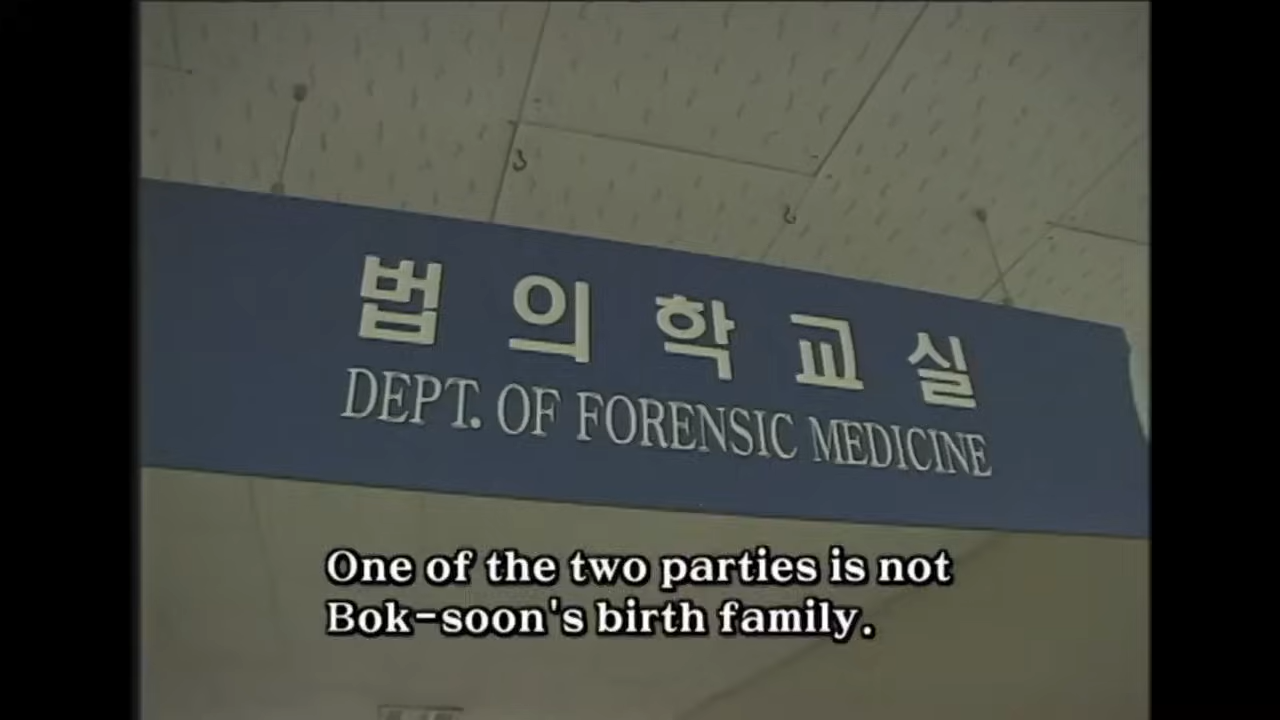 법의학교실
DEPT. OF FORENSIC MEDICINE
One of the two parties is not
Bok-soon's birth family.